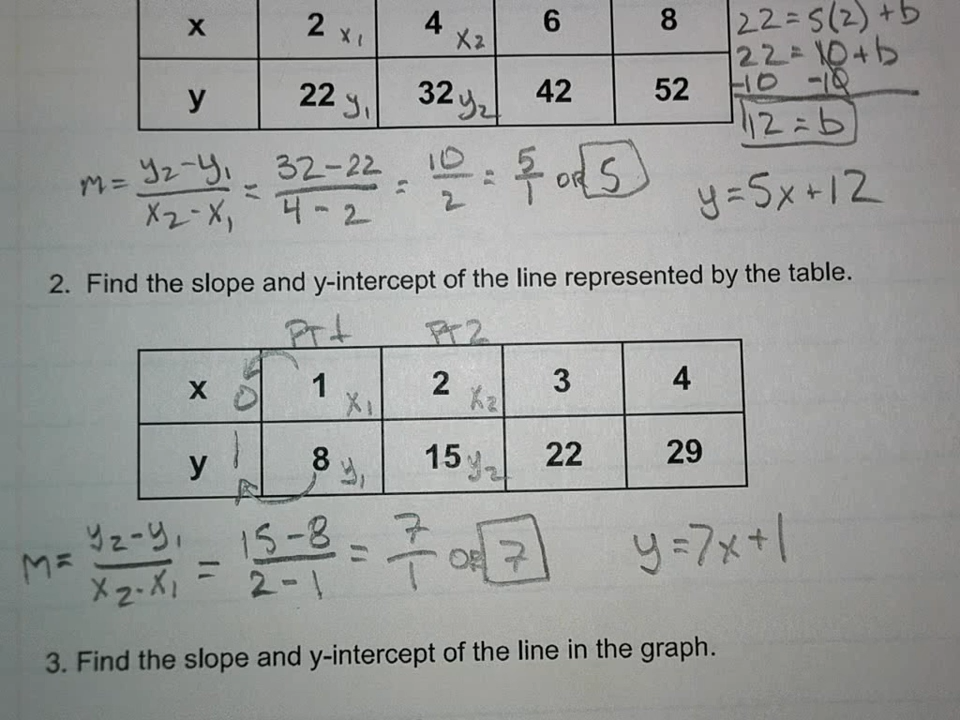 x 2 x₁ 4 x₂ 6 8
y 22 y₁ 32 y₂ 42 52
22=5(2)+b
22=10+b
-10 -10
12=b
m= y₂-y₁/x₂-x₁ = 32-22/4-2 = 10/2 = 5/1 OR 5
y=5x+12
2. Find the slope and y-intercept of the line represented by the table.
PT 1 PT 2
x 0 1 x₁ 2 x₂ 3 4
y 1 8 y₁ 15 y₂ 22 29
M= y₂-y₁/x₂-x₁ = 15-8/2-1 = 7/1 OR 7
y=7x+1
3. Find the slope and y-intercept of the line in the graph.